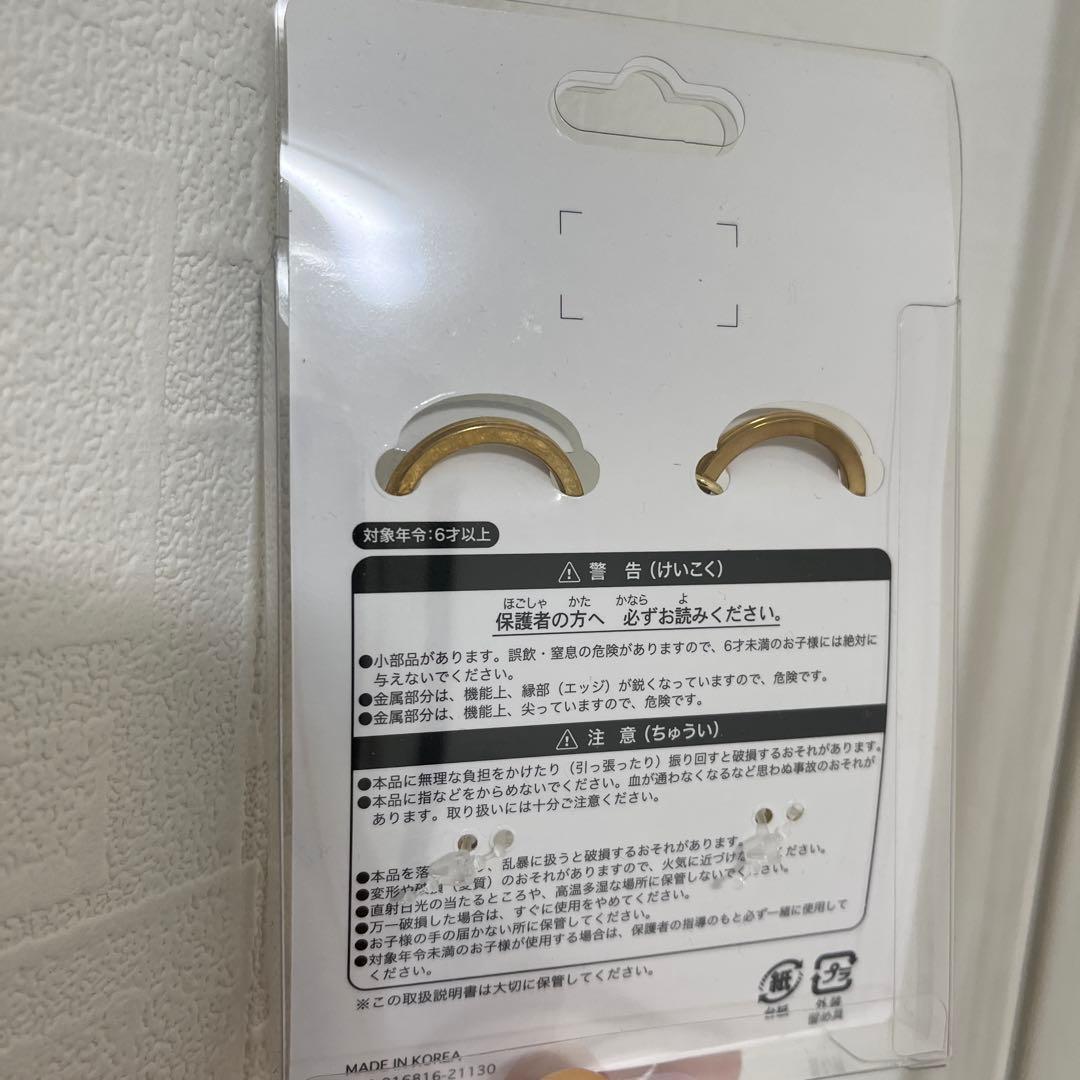 対象年令:6才以上
警 告(けいこく)
ほごしゃ かた かなら よ
保護者の方へ 必ずお読みください。
●小部品があります。誤飲・窒息の危険がありますので、6才未満のお子様には絶対に
与えないでください。
●金属部分は、機能上、縁部(エッジ)が鋭くなっていますので、危険です。
●金属部分は、機能上、尖っていますので、危険です。
注 意(ちゅうい)
●本品に無理な負担をかけたり(引っ張ったり)振り回すと破損するおそれがあります。
●本品に指などをからめないでください。血が通わなくなるなど思わぬ事故のおそれが
あります。取り扱いには十分ご注意ください。
●本品を落 、乱暴に扱うと破損するおそれがあります。
●変形や破損(変質)のおそれがありますので、火気に近づけな ください。
●直射日光の当たるところや、高温多湿な場所に保管しないでください。
●万一破損した場合は、すぐに使用をやめてください。
●お子様の手の届かない所に保管してください。
●対象年令未満のお子様が使用する場合は、保護者の指導のもと必ず一緒に使用して
ください。
※この取扱説明書は大切に保管してください。
紙
台紙
プラ
外装
留め具
MADE IN KOREA
16816-21130